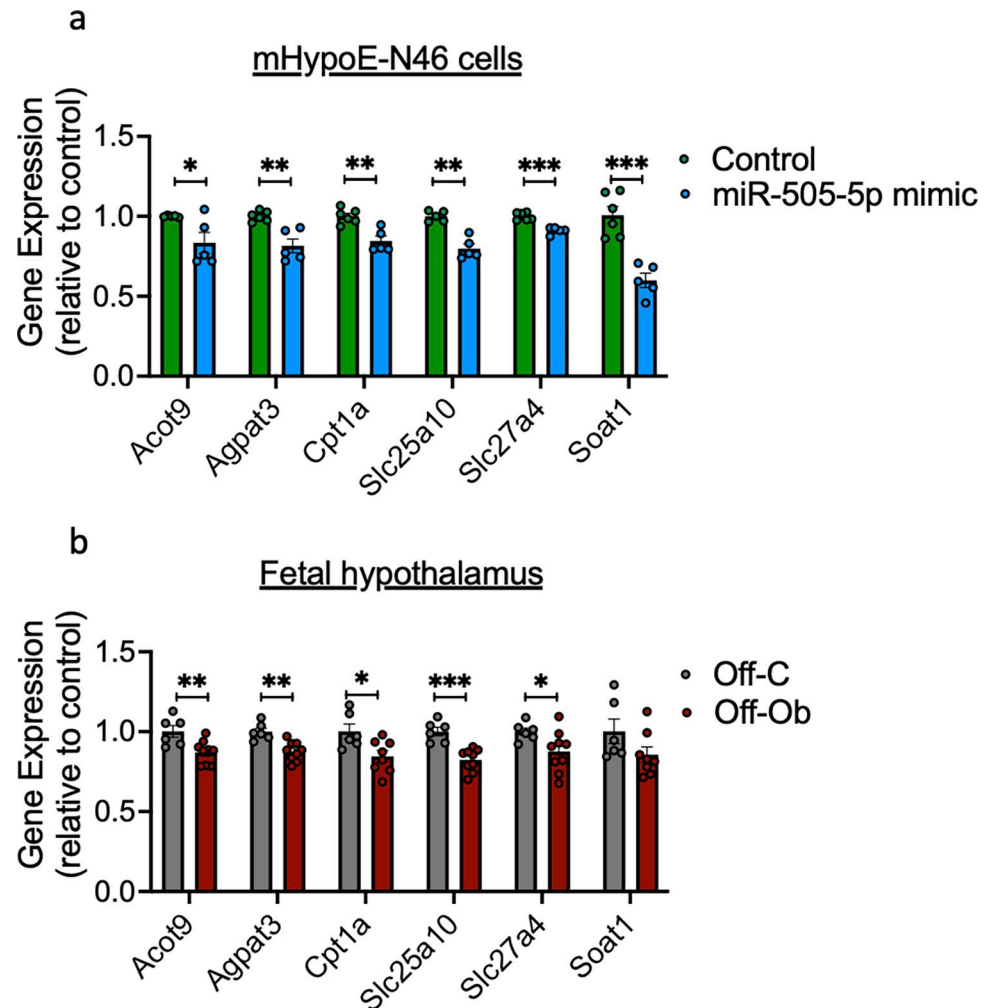 a
mHypoE-N46 cells
Gene Expression
(relative to control)
1.5
1.0
0.5
0.0
* ** ** ** *** ***
Control
miR-505-5p mimic
Acot9
Agpat3
Cpt1a
Slc25a10
Slc27a4
Soat1
b
Fetal hypothalamus
Gene Expression
(relative to control)
1.5
1.0
0.5
0.0
** ** * *** *
Off-C
Off-Ob
Acot9
Agpat3
Cpt1a
Slc25a10
Slc27a4
Soat1